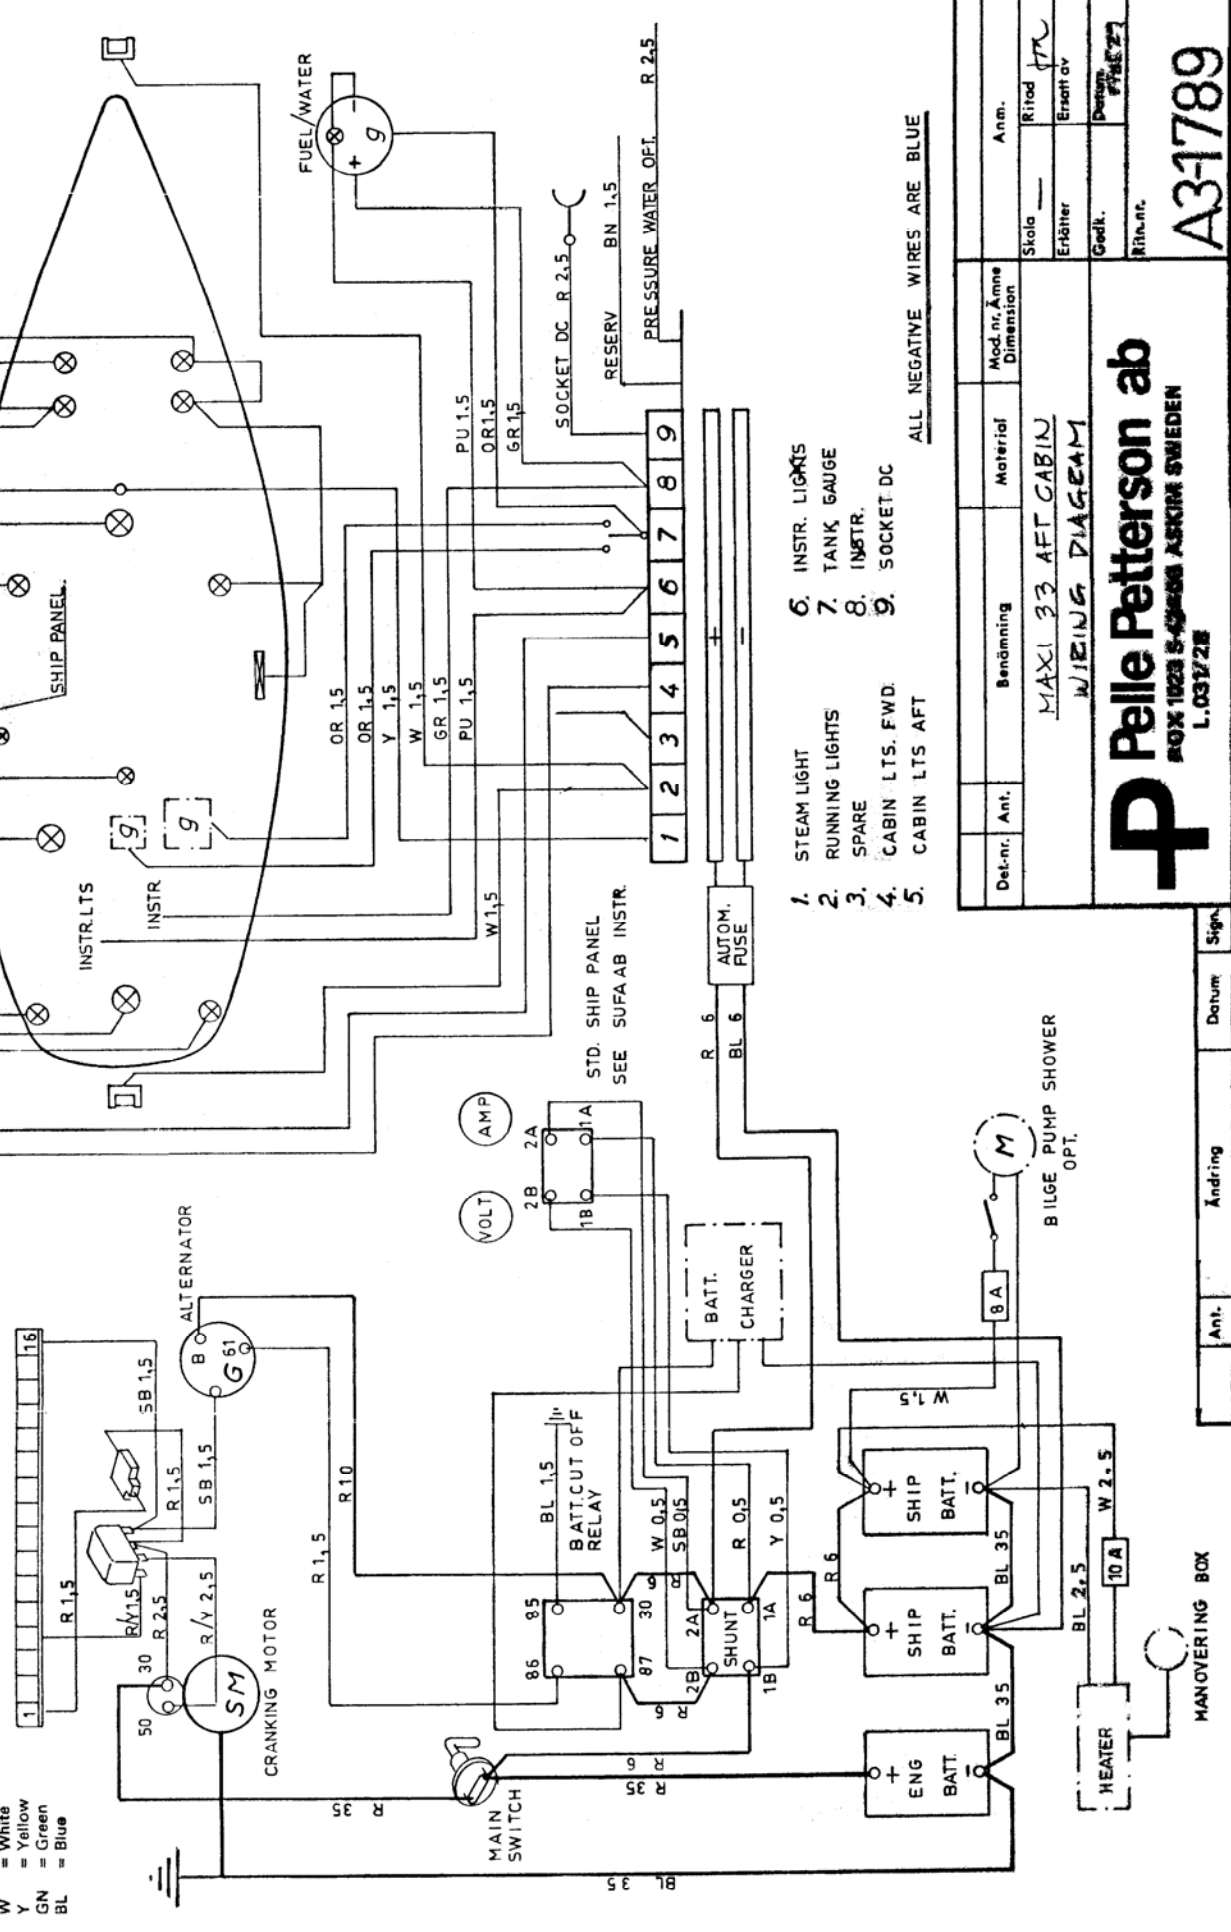 W = White
Y = Yellow
GN = Green
BL = Blue
1
16
R 1,5
R/Y1,5
R 2,5
R/Y 2,5
R 1,5
SB 1,5
SB 1,5
30
50
SM
CRANKING MOTOR
ALTERNATOR
B
G
61
R 35
R10
R 1,5
MAIN
SWITCH
R 35
R 6
BL 35
BL 1,5
BATT.CUT OFF
RELAY
86
85
87
30
R 6
R 6
W 0,5
SB 0,5
R 0,5
Y 0,5
2B
2A
SHUNT
1B
1A
R 6
R 6
VOLT
AMP
2B
2A
1B
1A
STD. SHIP PANEL
SEE SUFA AB INSTR.
BATT.
CHARGER
+
ENG
BATT.
−
+
SHIP
BATT.
−
+
SHIP
BATT.
−
BL 35
BL 35
W 1,5
8 A
M
BILGE PUMP SHOWER
OPT.
BL 2,5
W 2.5
10 A
HEATER
MANOVERING BOX
R 6
BL 6
AUTOM.
FUSE
+
−
SHIP PANEL
g
g
INSTR.LTS
INSTR
OR 1,5
OR 1,5
Y 1,5
W 1,5
GR 1,5
PU 1,5
W1,5
PU 1.5
OR1,5
GR1,5
FUEL/WATER
+
g
−
SOCKET DC R 2,5
RESERV BN 1,5
PRESSURE WATER OPT. R 2,5
1 2 3 4 5 6 7 8 9
1. STEAM LIGHT
2. RUNNING LIGHTS
3. SPARE
4. CABIN LTS. FWD.
5. CABIN LTS AFT
6. INSTR. LIGHTS
7. TANK GAUGE
8. INSTR.
9. SOCKET DC
ALL NEGATIVE WIRES ARE BLUE
Det.-nr. Ant. Benämning Material Mod.nr, Ämne Dimension Anm.
MAXI 33 AFT CABIN
WIRING DIAGRAM
Skala —
Ritad
Ersätter
Ersatt av
Godk.
Datum
Ritn.nr.
A3-1789
Pelle Petterson ab
BOX 1023 ASKIM SWEDEN
Ant. Ändring Datum Sign.